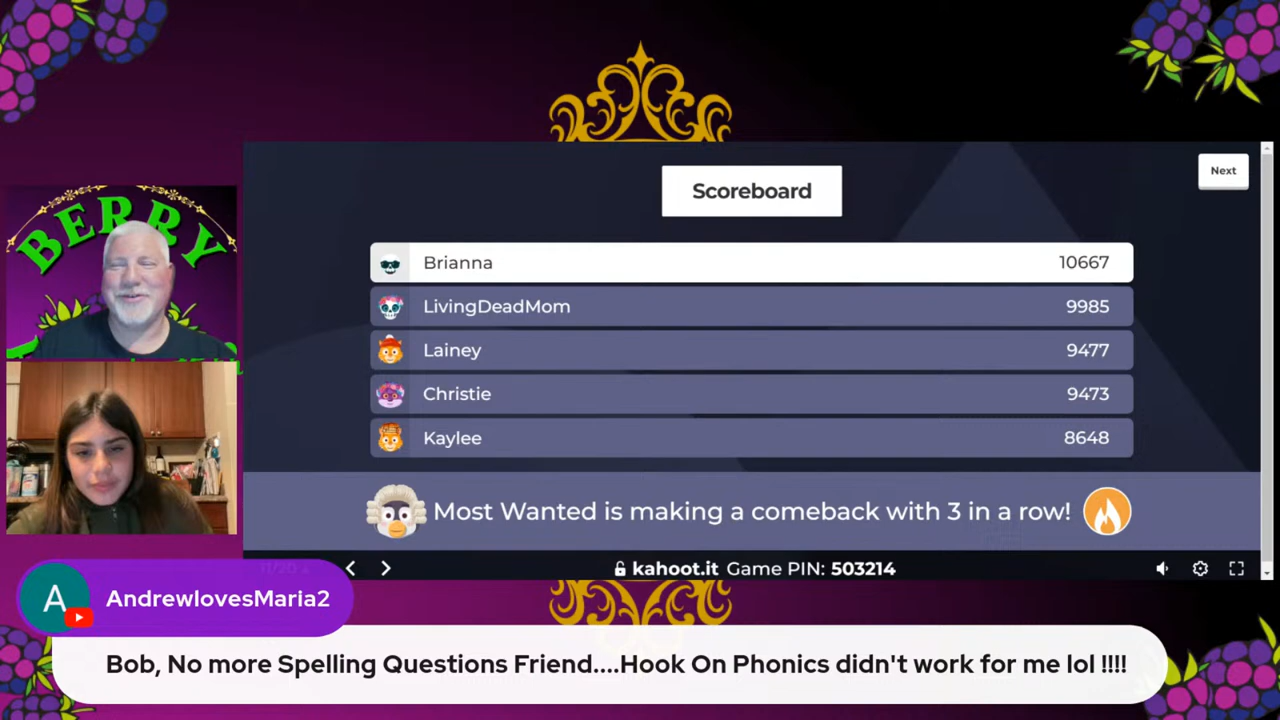 Next
Scoreboard
BERRY
Brianna 10667
LivingDeadMom 9985
Lainey 9477
Christie 9473
Kaylee 8648
Most Wanted is making a comeback with 3 in a row!
11/20
kahoot.it Game PIN: 503214
A AndrewlovesMaria2
Bob, No more Spelling Questions Friend....Hook On Phonics didn't work for me lol !!!!